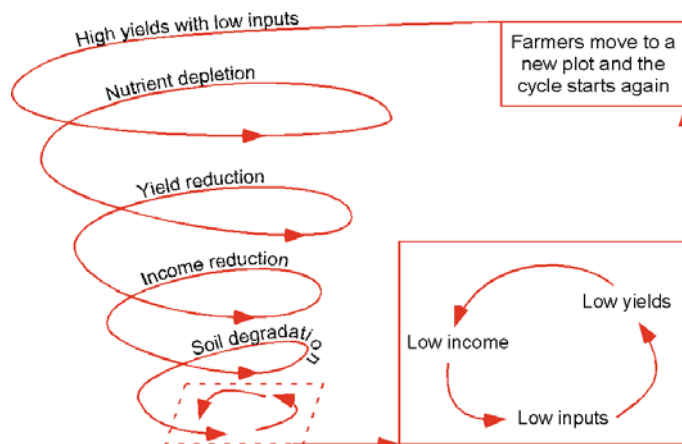 High yields with low inputs
Farmers move to a
new plot and the
cycle starts again
Nutrient depletion
Yield reduction
Income reduction
Soil degradation
Low yields
Low income
Low inputs